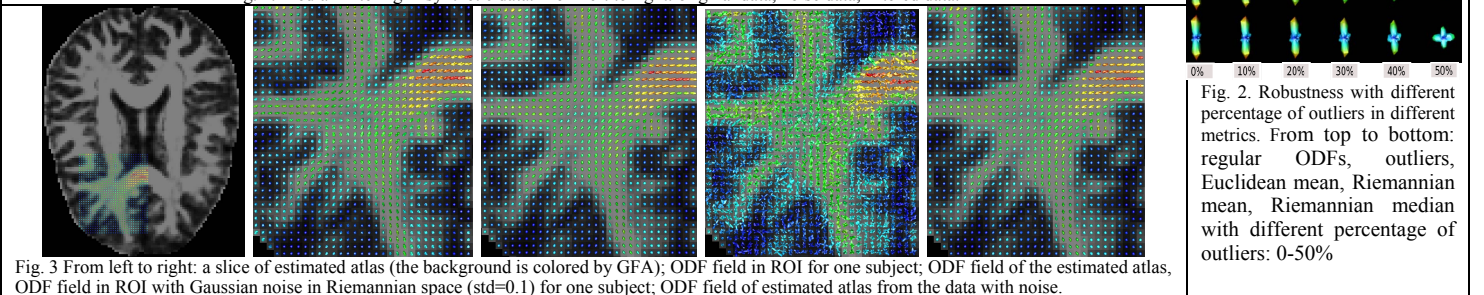 0% 10% 20% 30% 40% 50%
Fig. 2. Robustness with different
percentage of outliers in different
metrics. From top to bottom:
regular ODFs, outliers,
Euclidean mean, Riemannian
mean, Riemannian median
with different percentage of
outliers: 0-50%
Fig. 3 From left to right: a slice of estimated atlas (the background is colored by GFA); ODF field in ROI for one subject; ODF field of the estimated atlas,
ODF field in ROI with Gaussian noise in Riemannian space (std=0.1) for one subject; ODF field of estimated atlas from the data with noise.